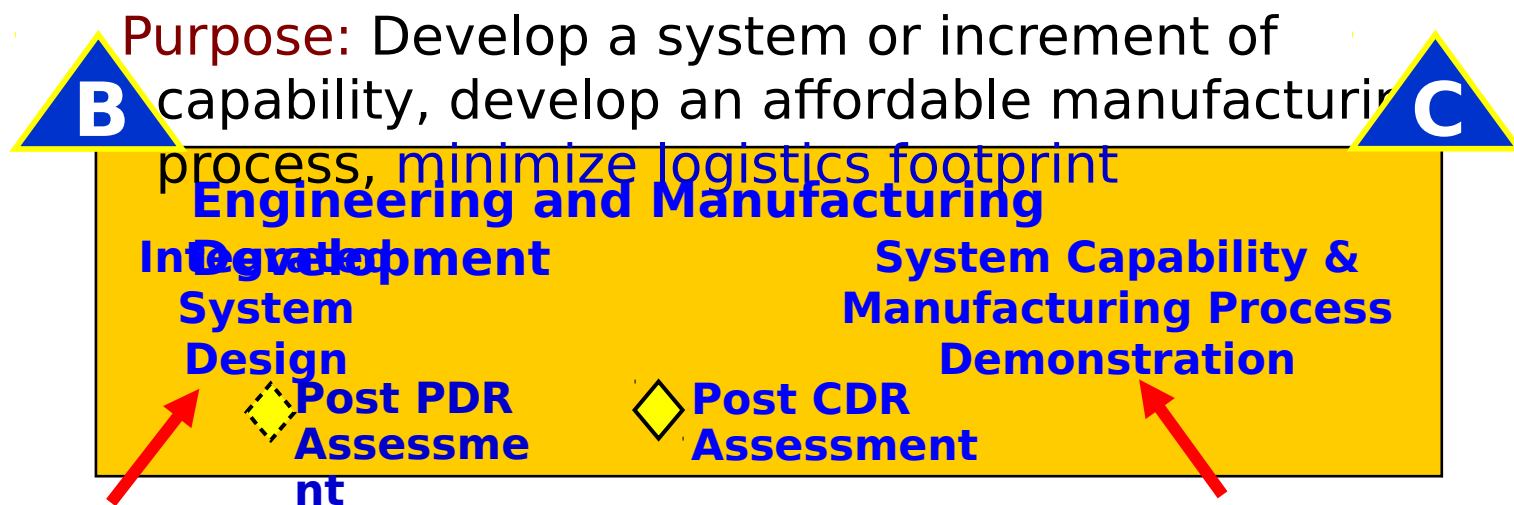 Purpose: Develop a system or increment of
capability, develop an affordable manufacturin
process, minimize logistics footprint
B
C
Engineering and Manufacturing
Development
Integrated
System
Design
System Capability &
Manufacturing Process
Demonstration
Post PDR
Assessme
nt
Post CDR
Assessment